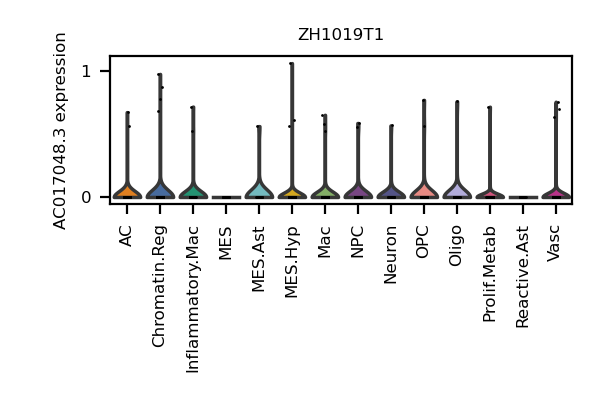 ZH1019T1
AC017048.3 expression
1
0
AC
Chromatin.Reg
Inflammatory.Mac
MES
MES.Ast
MES.Hyp
Mac
NPC
Neuron
OPC
Oligo
Prolif.Metab
Reactive.Ast
Vasc